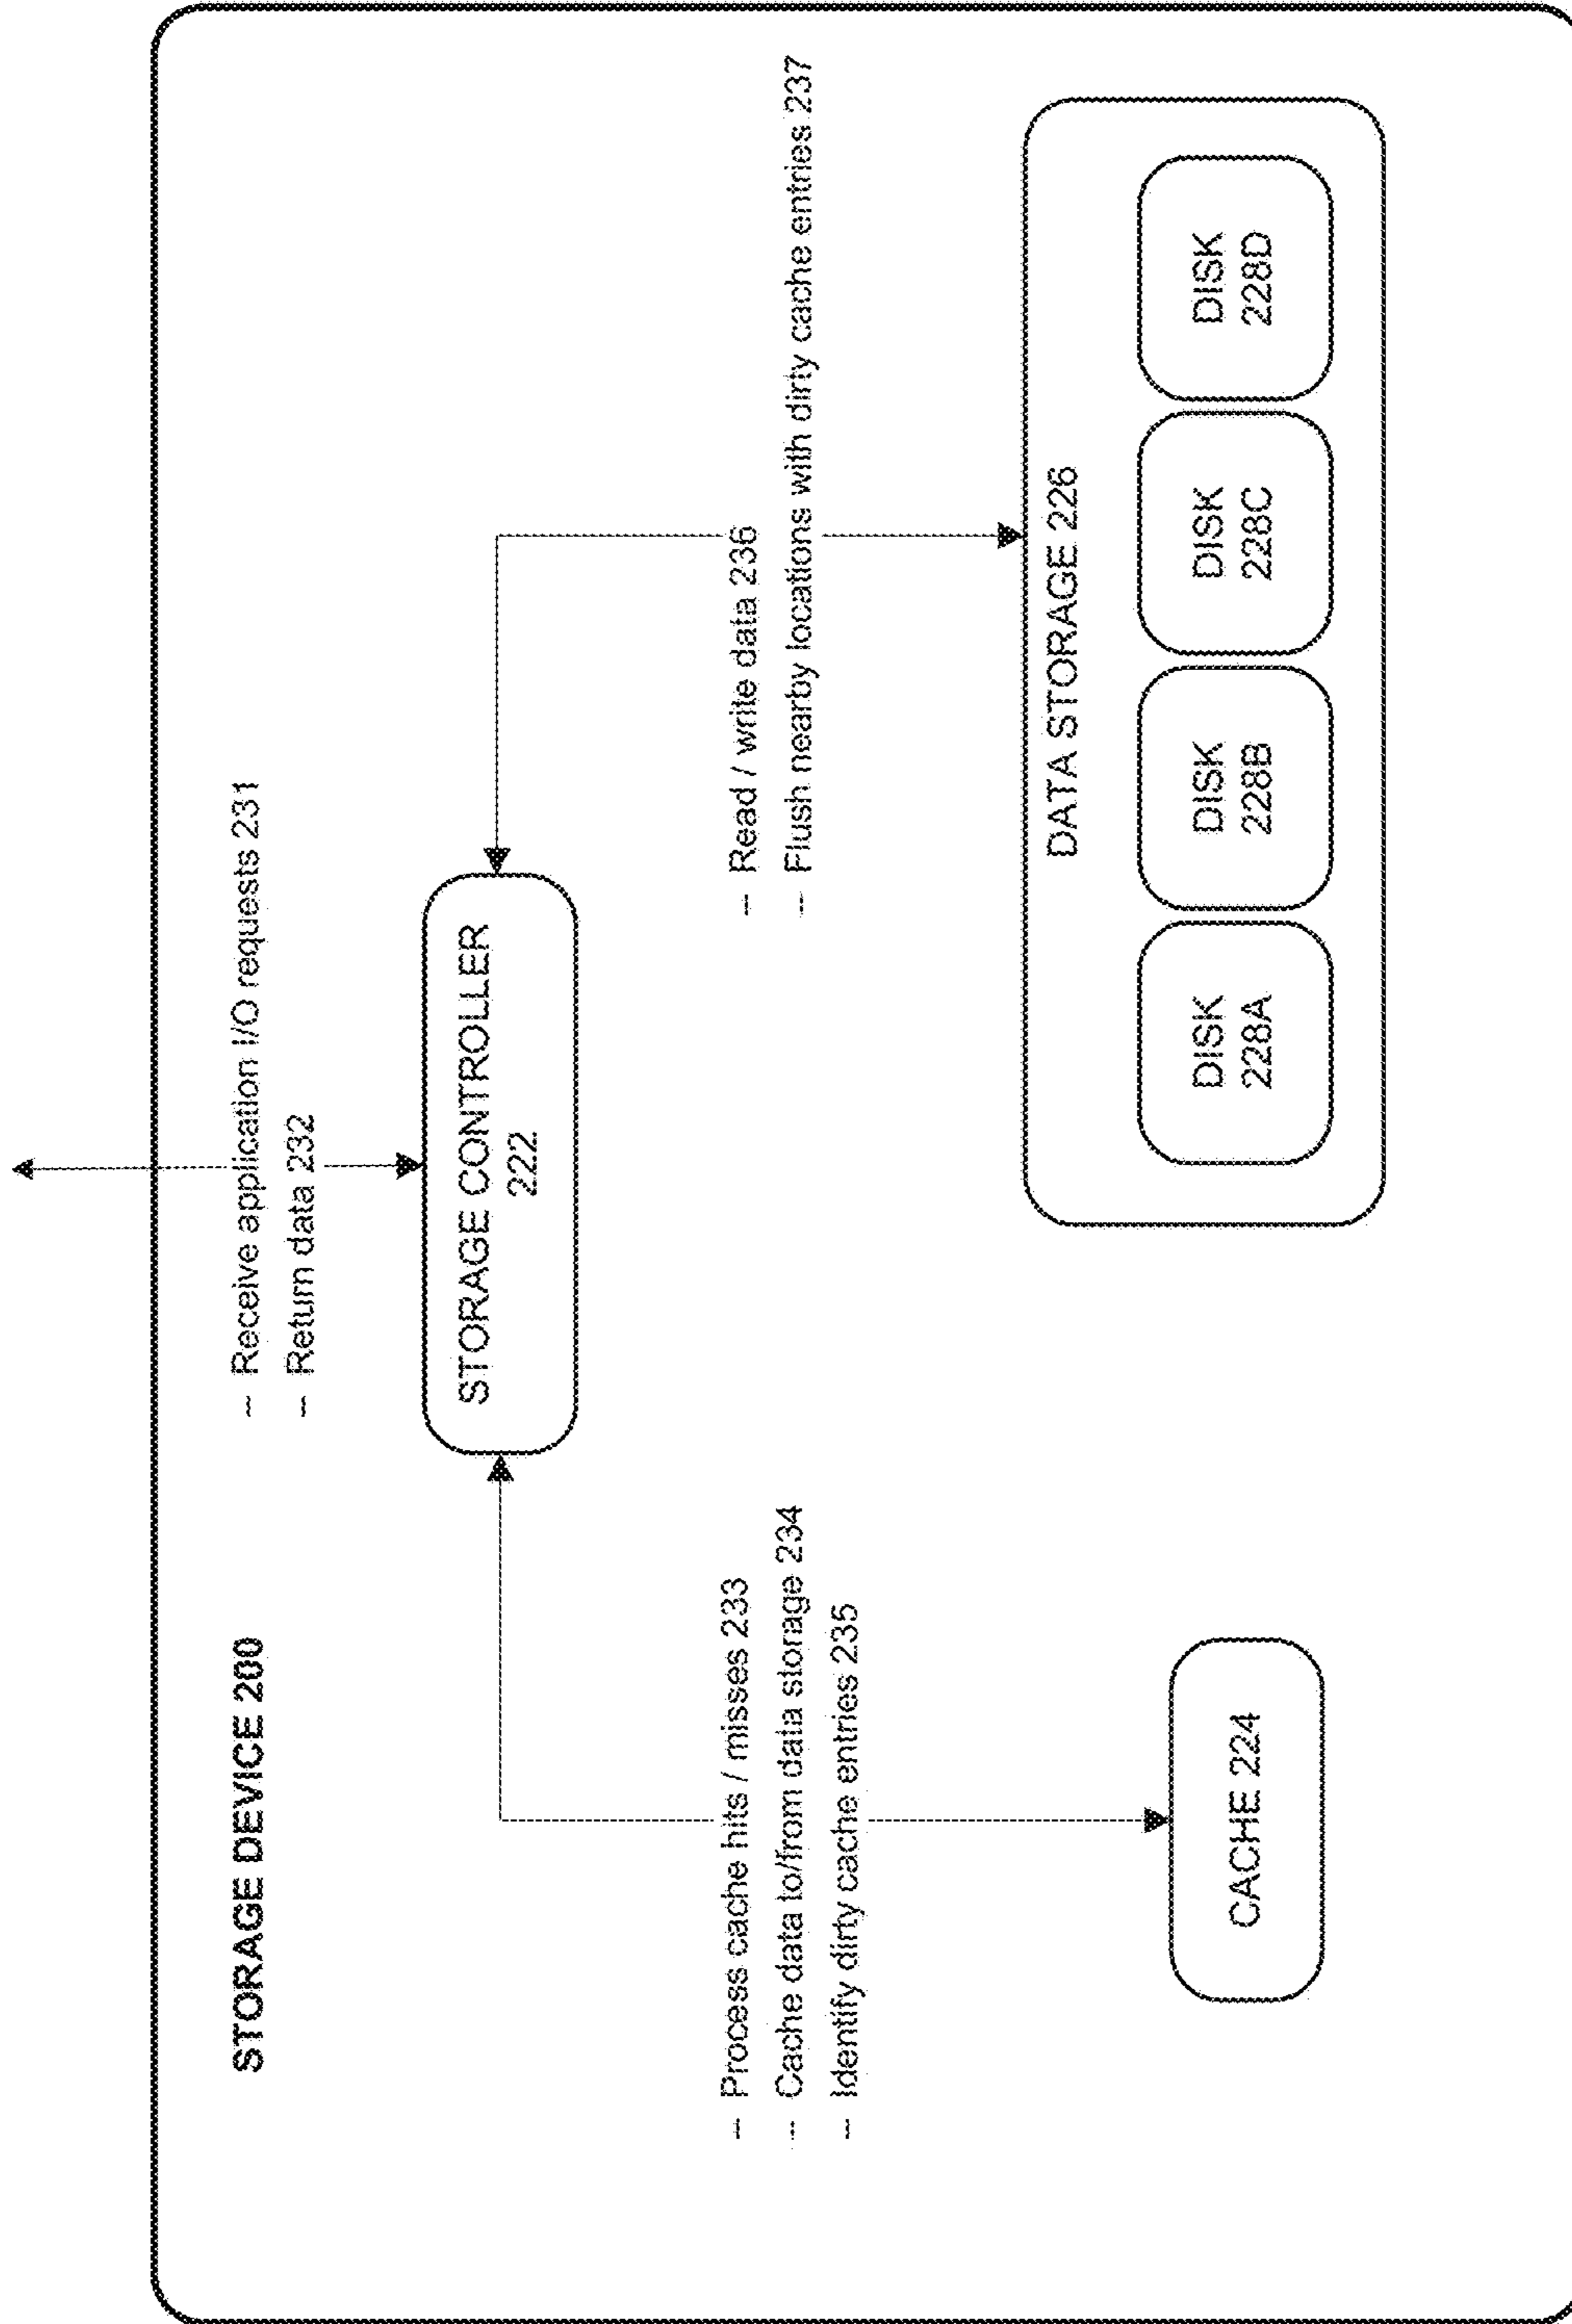 STORAGE DEVICE 200
– Receive application I/O requests 231
– Return data 232
STORAGE CONTROLLER
222
– Process cache hits / misses 233
– Cache data to/from data storage 234
– Identify dirty cache entries 235
– Read / write data 236
– Flush nearby locations with dirty cache entries 237
CACHE 224
DATA STORAGE 226
DISK
228A
DISK
228B
DISK
228C
DISK
228D